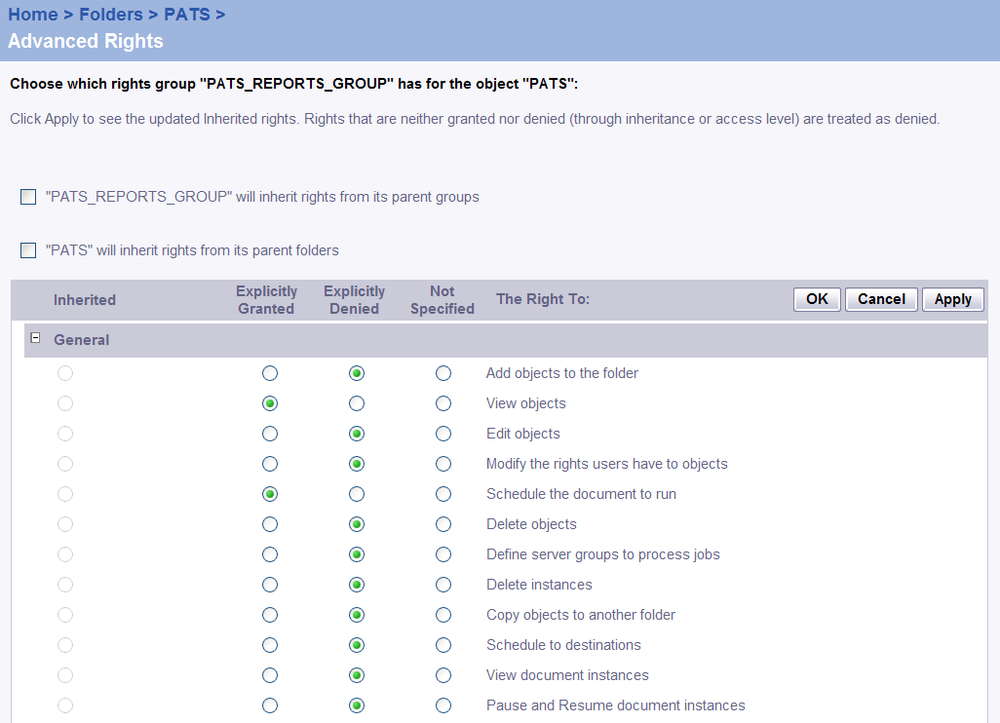 Home > Folders > PATS >
Advanced Rights
Choose which rights group "PATS_REPORTS_GROUP" has for the object "PATS":
Click Apply to see the updated Inherited rights. Rights that are neither granted nor denied (through inheritance or access level) are treated as denied.
"PATS_REPORTS_GROUP" will inherit rights from its parent groups
"PATS" will inherit rights from its parent folders
Inherited
Explicitly
Granted
Explicitly
Denied
Not
Specified
The Right To:
OK
Cancel
Apply
General
Add objects to the folder
View objects
Edit objects
Modify the rights users have to objects
Schedule the document to run
Delete objects
Define server groups to process jobs
Delete instances
Copy objects to another folder
Schedule to destinations
View document instances
Pause and Resume document instances